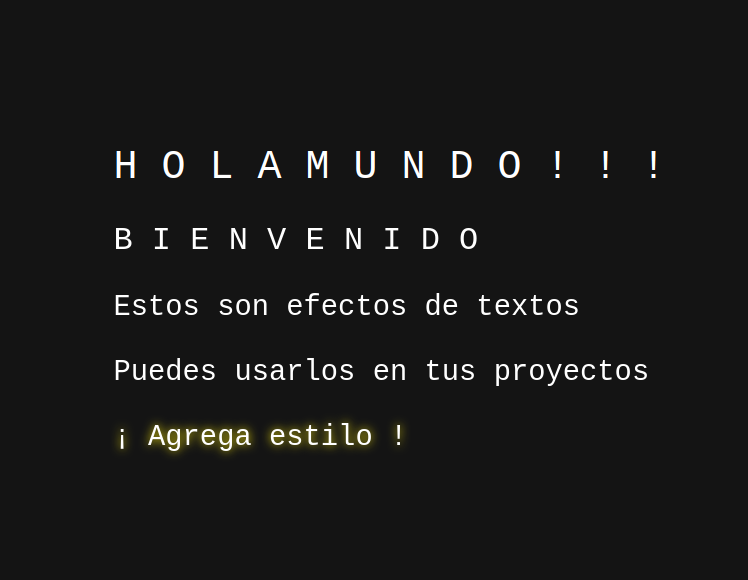 H O L A M U N D O ! ! !
B I E N V E N I D O
Estos son efectos de textos
Puedes usarlos en tus proyectos
¡ Agrega estilo !